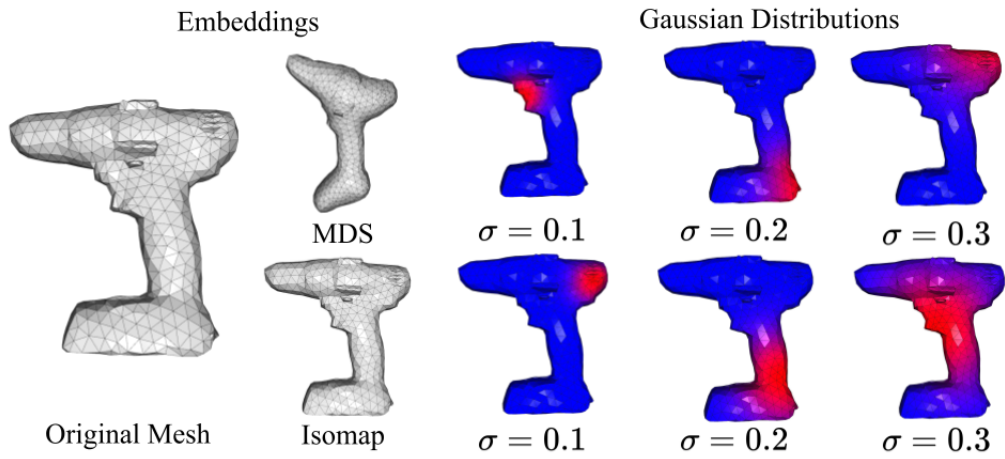 Embeddings
Gaussian Distributions
MDS
σ = 0.1
σ = 0.2
σ = 0.3
Original Mesh
Isomap
σ = 0.1
σ = 0.2
σ = 0.3